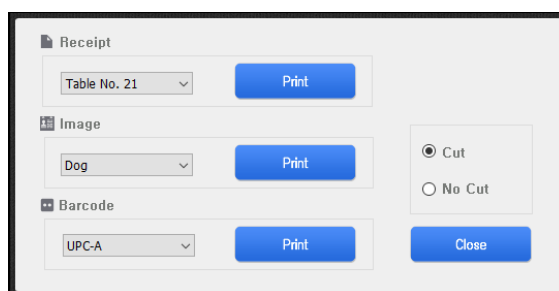 Receipt
Table No. 21
Print
Image
Dog
Print
Cut
No Cut
Barcode
UPC-A
Print
Close